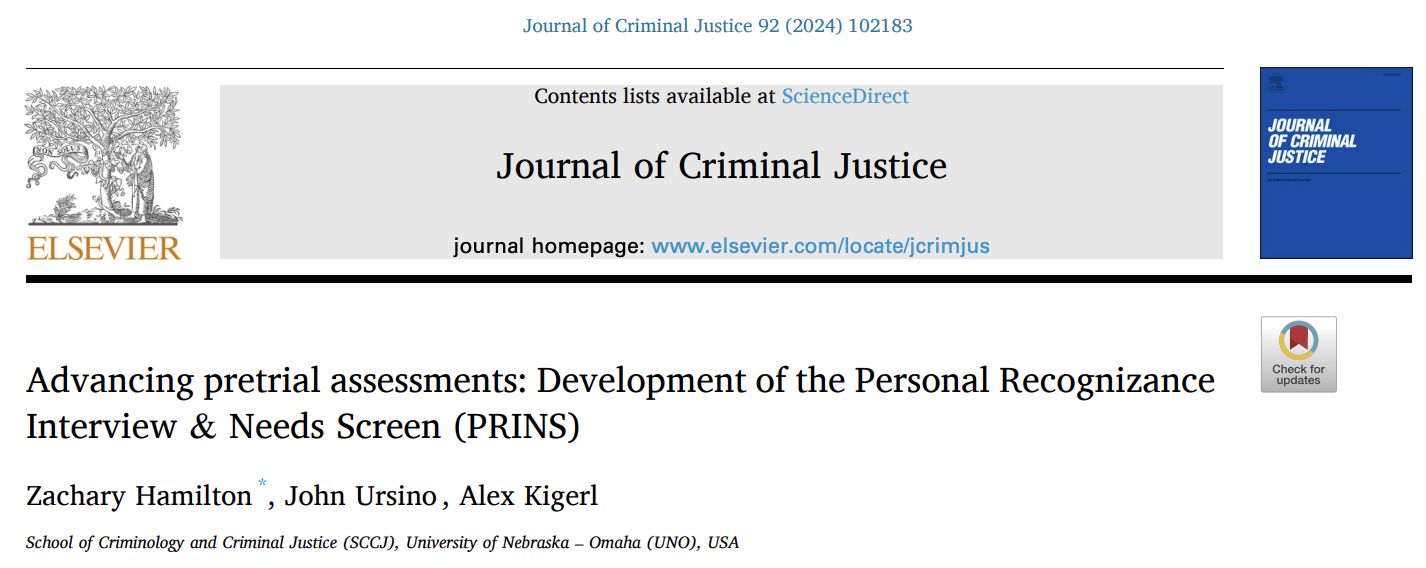 Journal of Criminal Justice 92 (2024) 102183
Contents lists available at ScienceDirect
Journal of Criminal Justice
journal homepage: www.elsevier.com/locate/jcrimjus
NON SOLUS
ELSEVIER
JOURNAL
OF CRIMINAL
JUSTICE
Check for
updates
Advancing pretrial assessments: Development of the Personal Recognizance
Interview & Needs Screen (PRINS)
Zachary Hamilton *, John Ursino, Alex Kigerl
School of Criminology and Criminal Justice (SCCJ), University of Nebraska – Omaha (UNO), USA